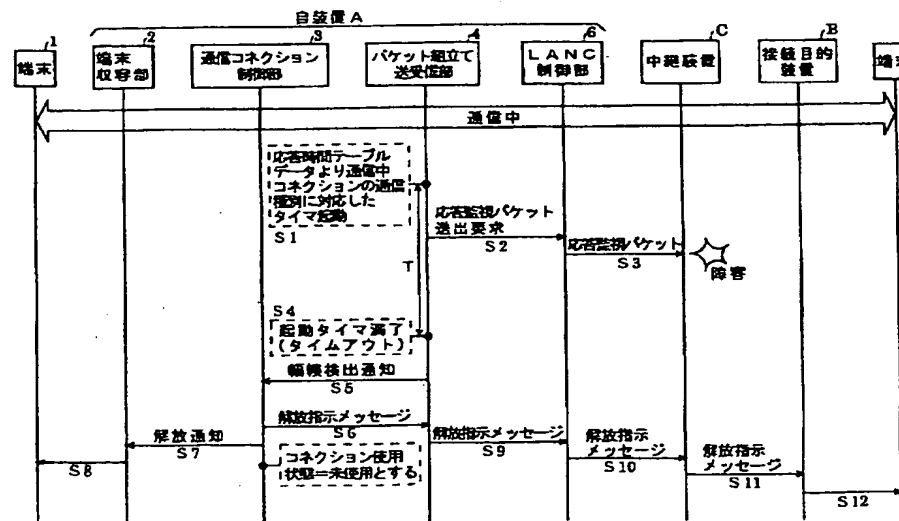 自装置A
1
2
3
4
6
C
B
端末
端末
収容部
通信コネクション
制御部
パケット組立て
送受信部
LANC
制御部
中継装置
接続目的
装置
端末
通信中
応答時間テーブル
データより通信中
コネクションの通信
種別に対応した
タイマ起動
S1
応答監視パケット
送出要求
S2
応答監視パケット
S3
障害
T
S4
起動タイマ満了
(タイムアウト)
輻輳検出通知
S5
解放指示メッセージ
S6
解放通知
S7
S8
解放指示メッセージ
S9
コネクション使用
状態=未使用とする
解放指示
メッセージ
S10
解放指示
メッセージ
S11
S12